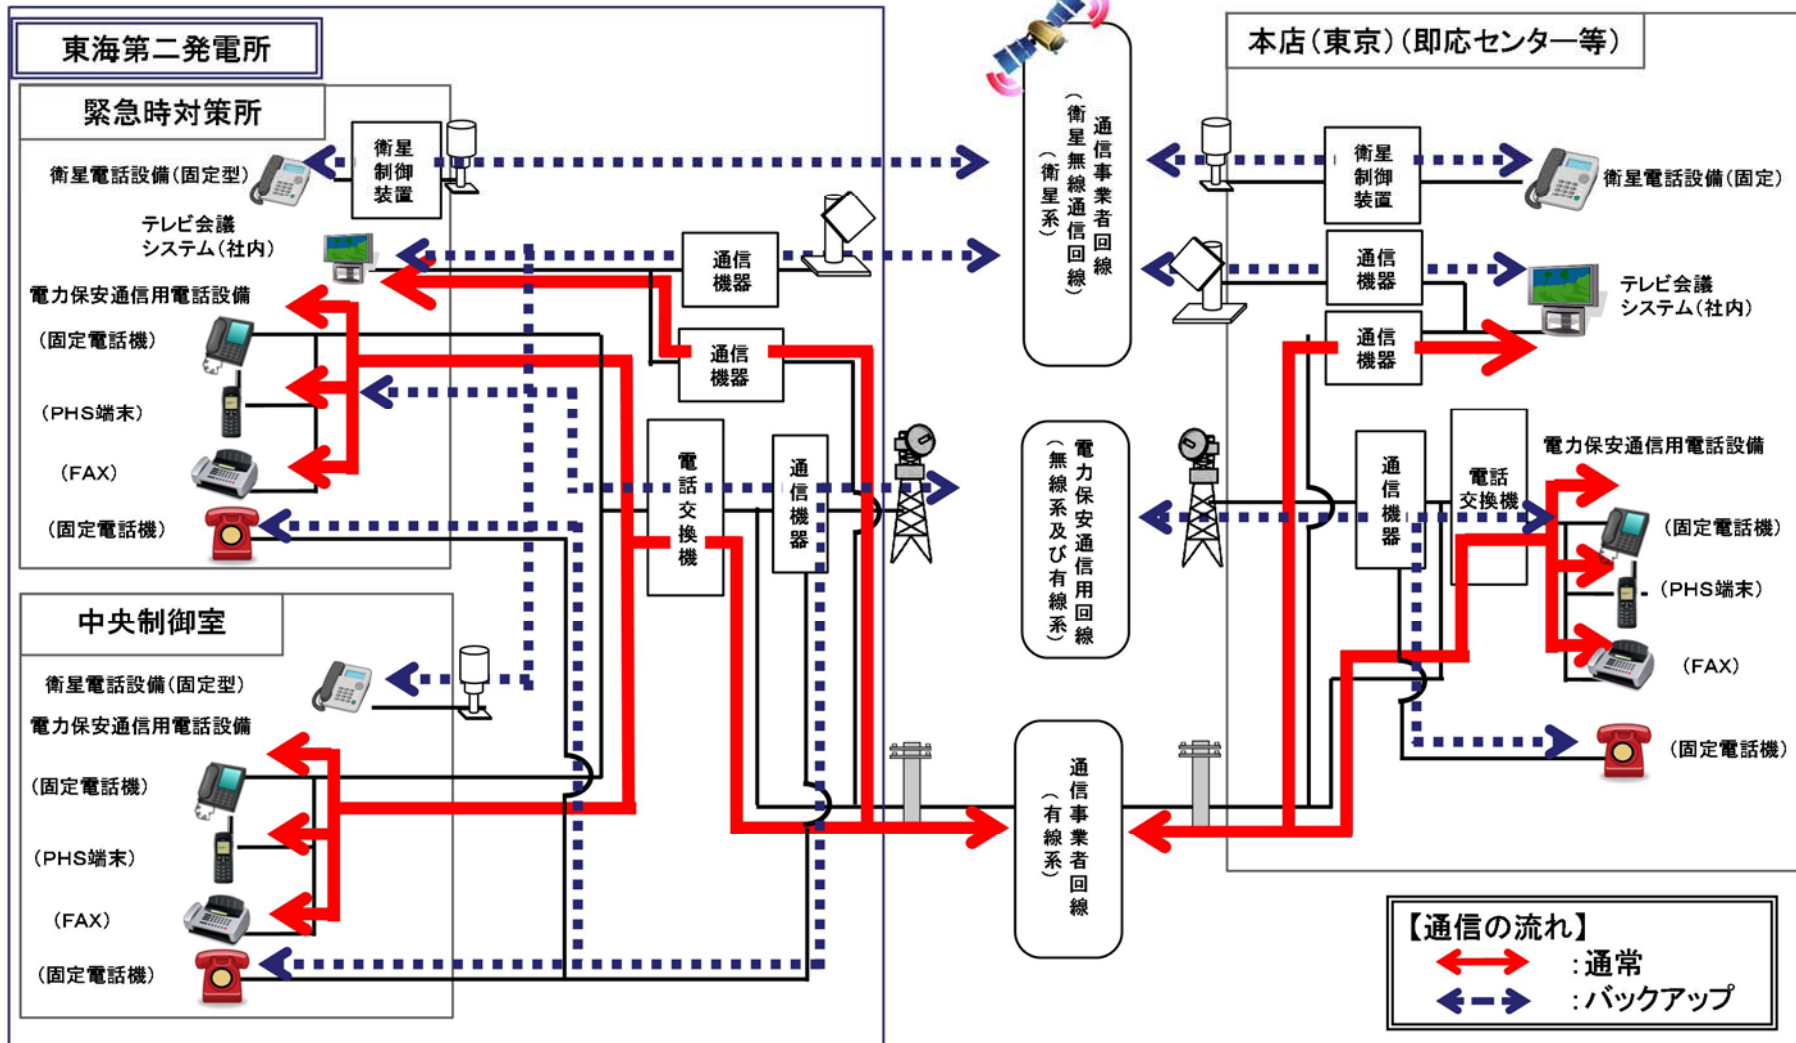 東海第二発電所
緊急時対策所
衛星電話設備(固定型)
衛星
制御
装置
テレビ会議
システム(社内)
通信
機器
電力保安通信用電話設備
(固定電話機)
通信
機器
(PHS端末)
(FAX)
(固定電話機)
電話交換機
通信機器
中央制御室
衛星電話設備(固定型)
電力保安通信用電話設備
(固定電話機)
(PHS端末)
(FAX)
(固定電話機)
通信事業者回線
(衛星無線通信回線)
(衛星系)
電力保安通信用回線
(無線系及び有線系)
通信事業者回線
(有線系)
本店(東京)(即応センター等)
衛星
制御
装置
衛星電話設備(固定)
通信
機器
テレビ会議
システム(社内)
通信
機器
通信機器
電話
交換機
電力保安通信用電話設備
(固定電話機)
(PHS端末)
(FAX)
(固定電話機)
【通信の流れ】
:通常
:バックアップ